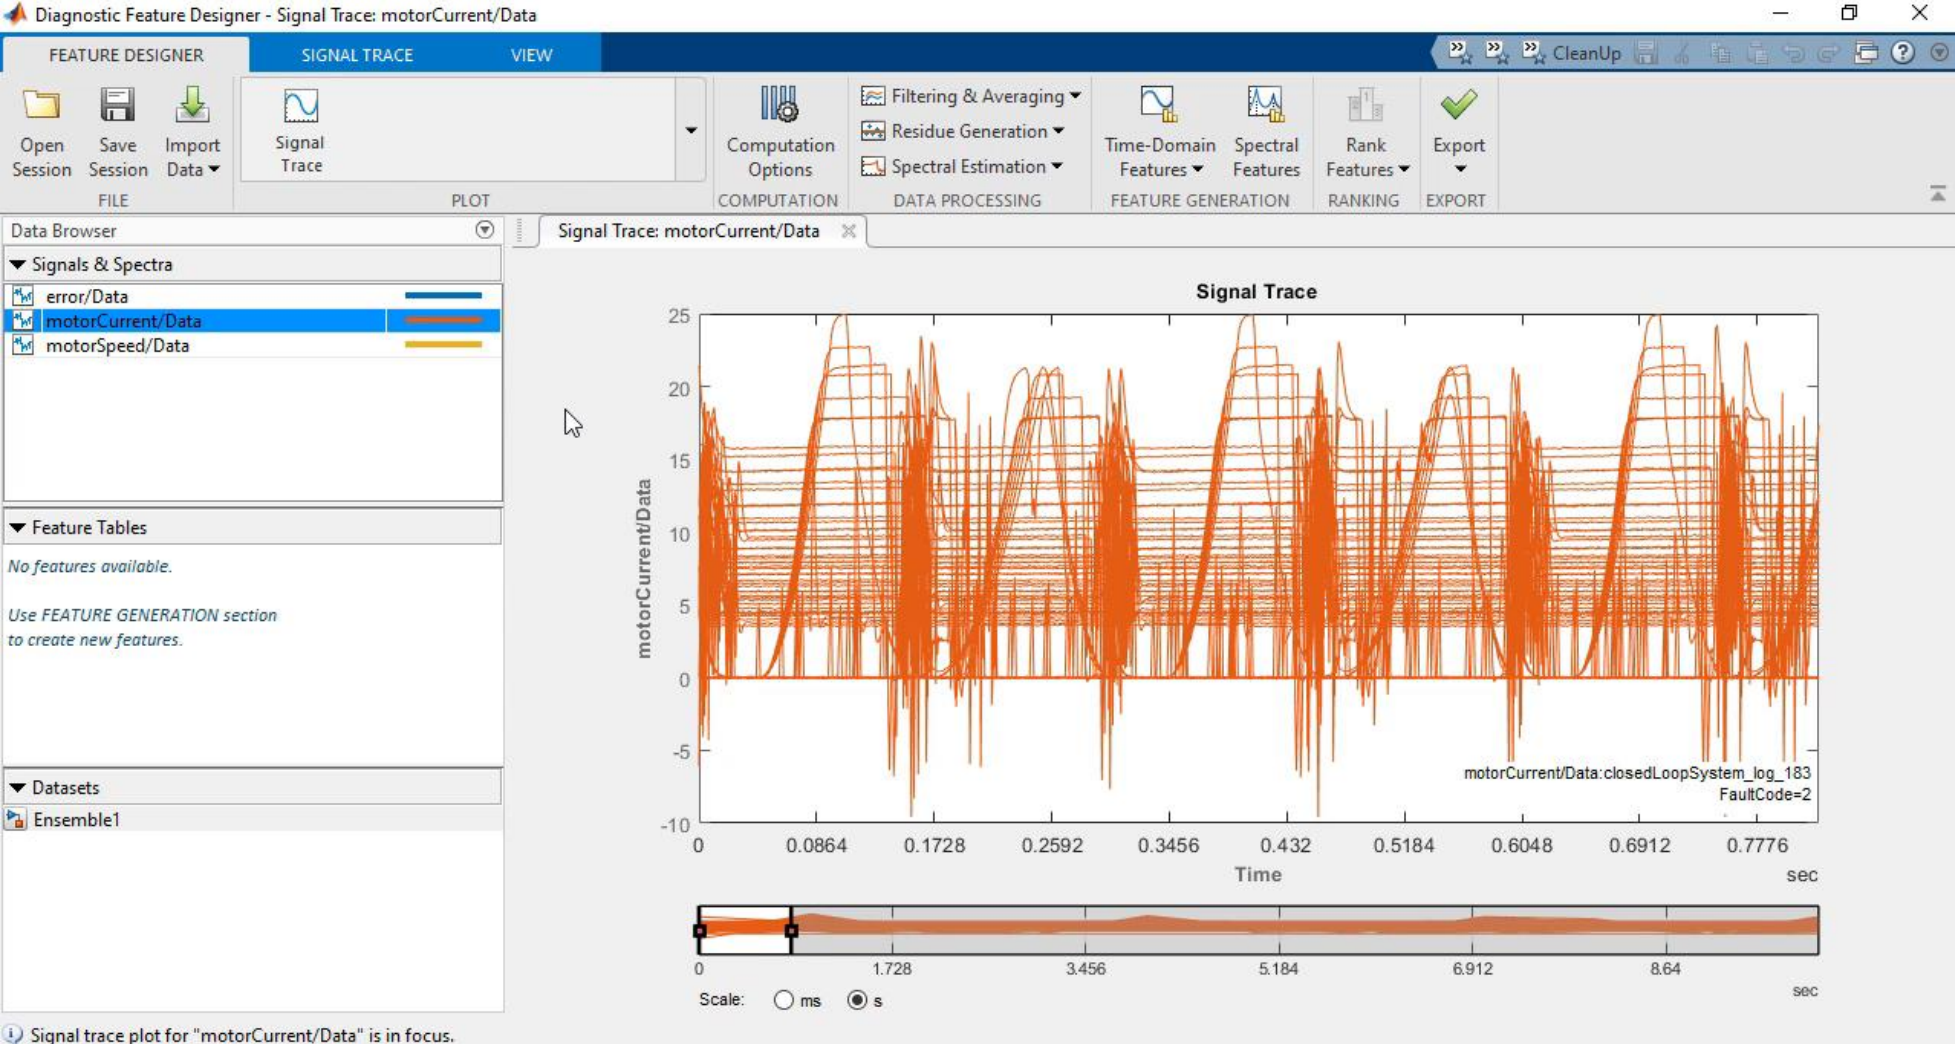 Diagnostic Feature Designer - Signal Trace: motorCurrent/Data
FEATURE DESIGNER
SIGNAL TRACE
VIEW
CleanUp
Open
Session
Save
Session
Import
Data
FILE
Signal
Trace
PLOT
Computation
Options
COMPUTATION
Filtering & Averaging
Residue Generation
Spectral Estimation
DATA PROCESSING
Time-Domain
Features
Spectral
Features
FEATURE GENERATION
Rank
Features
RANKING
Export
EXPORT
Data Browser
Signals & Spectra
error/Data
motorCurrent/Data
motorSpeed/Data
Feature Tables
No features available.
Use FEATURE GENERATION section
to create new features.
Datasets
Ensemble1
Signal Trace: motorCurrent/Data
Signal Trace
25
20
15
10
5
0
-5
-10
motorCurrent/Data
motorCurrent/Data:closedLoopSystem_log_183
FaultCode=2
0 0.0864 0.1728 0.2592 0.3456 0.432 0.5184 0.6048 0.6912 0.7776
Time
sec
0 1.728 3.456 5.184 6.912 8.64
sec
Scale: ms s
Signal trace plot for "motorCurrent/Data" is in focus.